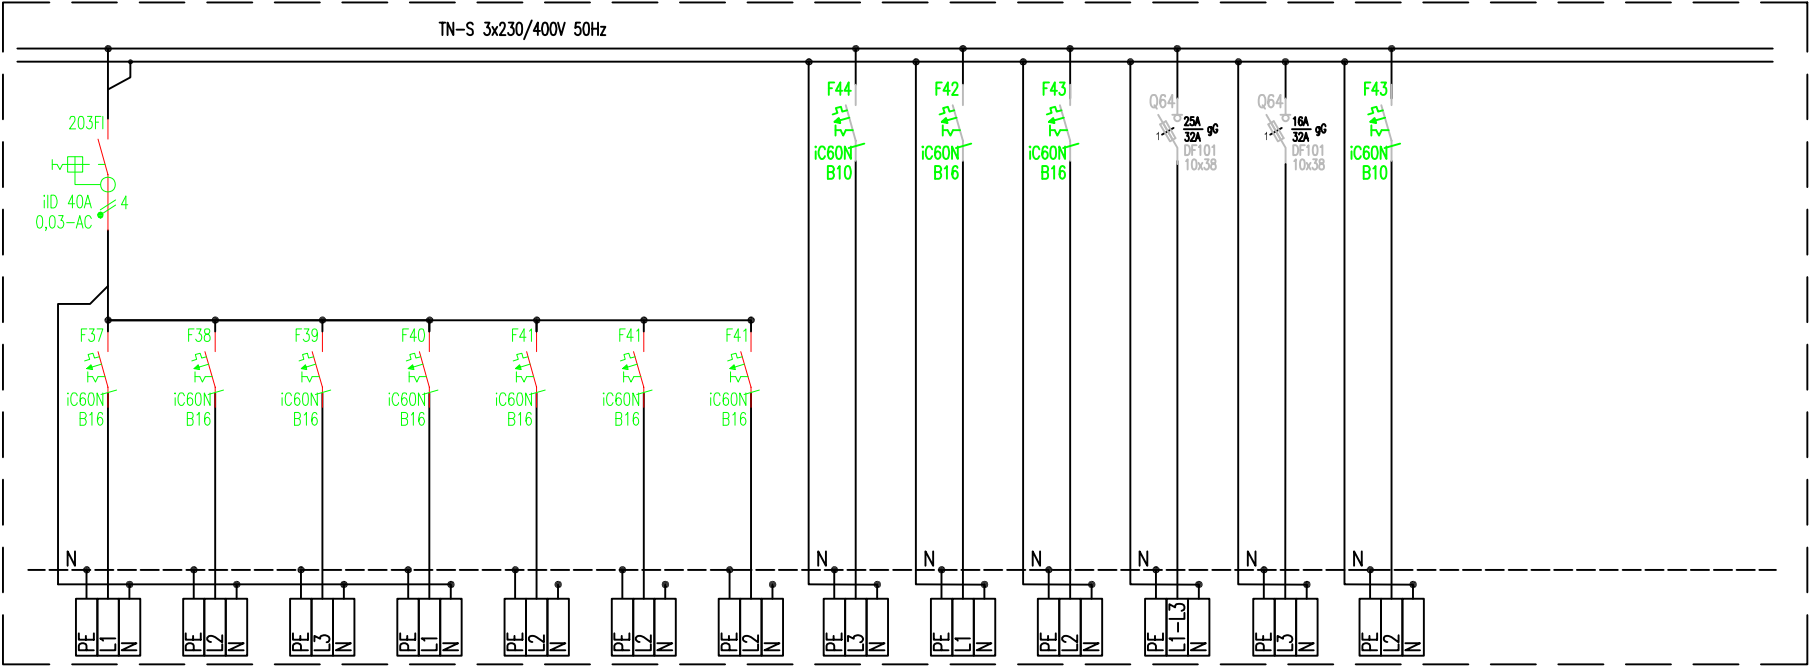 TN-S 3x230/400V 50Hz
F44
F42
F43
F43
iC60N
B10
iC60N
B16
iC60N
B16
Q64
1
25A
32A
gG
DF101
10x38
Q64
1
16A
32A
gG
DF101
10x38
iC60N
B10
203FI
iID 40A
4
0,03-AC
F37
F38
F39
F40
F41
F41
F41
iC60N
iC60N
iC60N
iC60N
iC60N
iC60N
iC60N
B16
B16
B16
B16
B16
B16
B16
N
N
N
N
N
N
N
PE
L1
N
PE
L2
N
PE
L3
N
PE
L1
N
PE
L2
N
PE
L2
N
PE
L2
N
PE
L3
N
PE
L1
N
PE
L2
N
PE
L1-L3
N
PE
L3
N
PE
L2
N